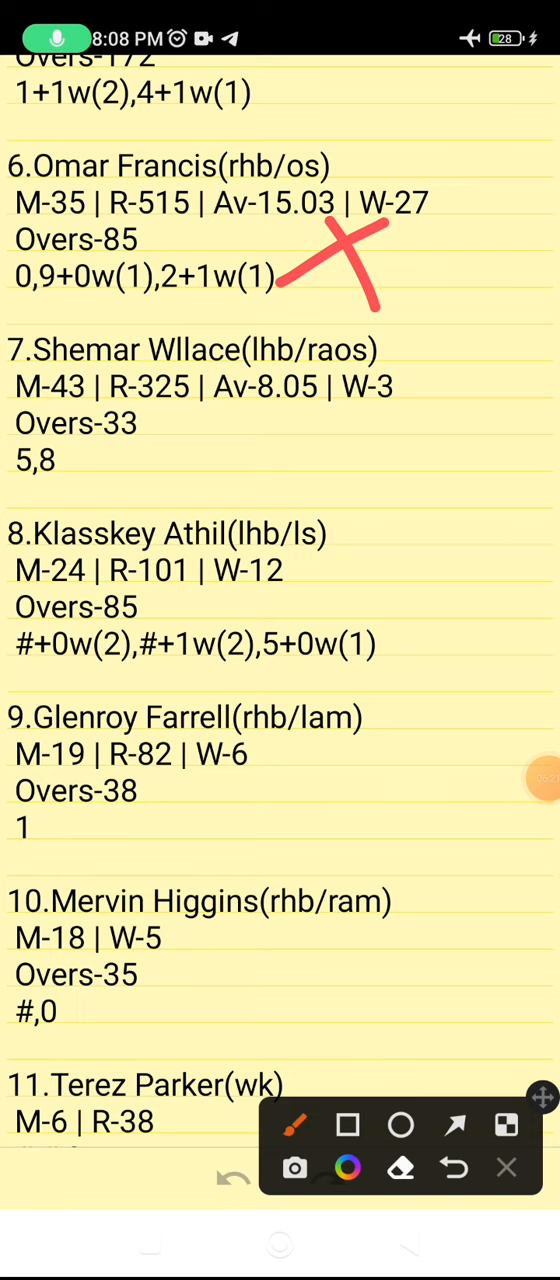 8:08 PM
28
Overs-172
1+1w(2),4+1w(1)
6.Omar Francis(rhb/os)
M-35 | R-515 | Av-15.03 | W-27
Overs-85
0,9+0w(1),2+1w(1)
7.Shemar Wllace(lhb/raos)
M-43 | R-325 | Av-8.05 | W-3
Overs-33
5,8
8.Klasskey Athil(lhb/ls)
M-24 | R-101 | W-12
Overs-85
#+0w(2),#+1w(2),5+0w(1)
9.Glenroy Farrell(rhb/lam)
M-19 | R-82 | W-6
Overs-38
06:21
1
10.Mervin Higgins(rhb/ram)
M-18 | W-5
Overs-35
#,0
11.Terez Parker(wk)
M-6 | R-38